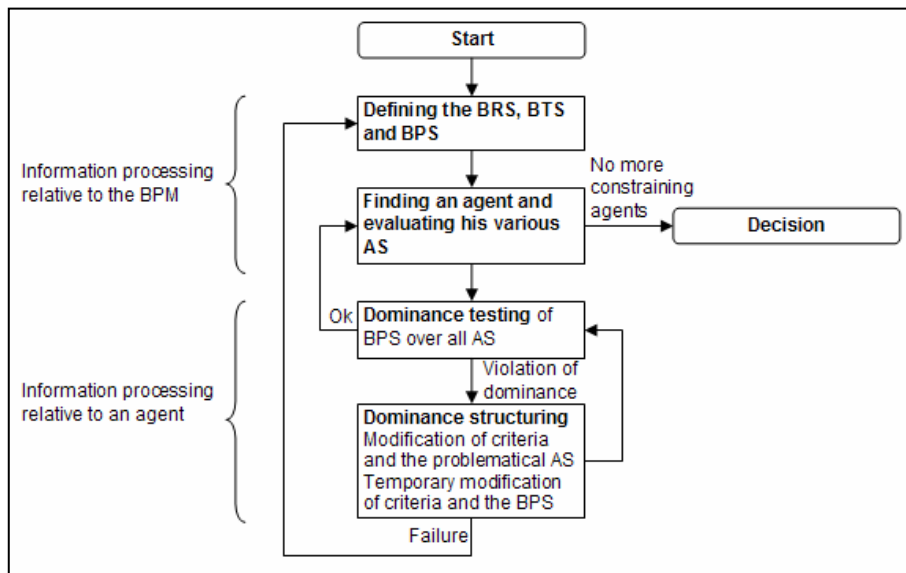 Start
Defining the BRS, BTS
and BPS
Information processing
relative to the BPM
No more
constraining
agents
Finding an agent and
evaluating his various
AS
Decision
Ok
Dominance testing of
BPS over all AS
Violation of
dominance
Information processing
relative to an agent
Dominance structuring
Modification of criteria
and the problematical AS
Temporary modification
of criteria and the BPS
Failure